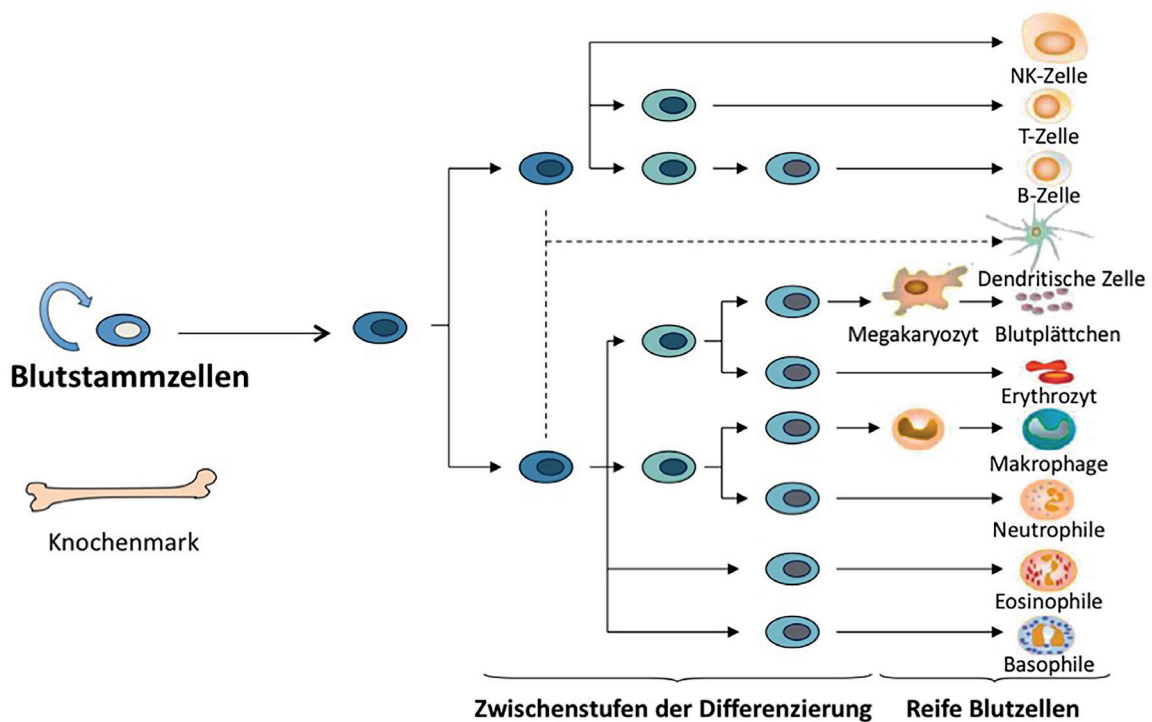 NK-Zelle
T-Zelle
B-Zelle
Dendritische Zelle
Megakaryozyt
Blutplättchen
Blutstammzellen
Erythrozyt
Makrophage
Knochenmark
Neutrophile
Eosinophile
Basophile
Zwischenstufen der Differenzierung
Reife Blutzellen